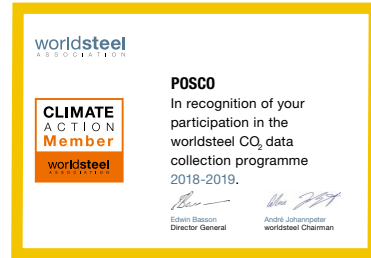 worldsteel
ASSOCIATION
CLIMATE
ACTION
Member
worldsteel
ASSOCIATION
POSCO
In recognition of your
participation in the
worldsteel CO₂ data
collection programme
2018-2019.
Edwin Basson
Director General
André Johannpeter
worldsteel Chairman